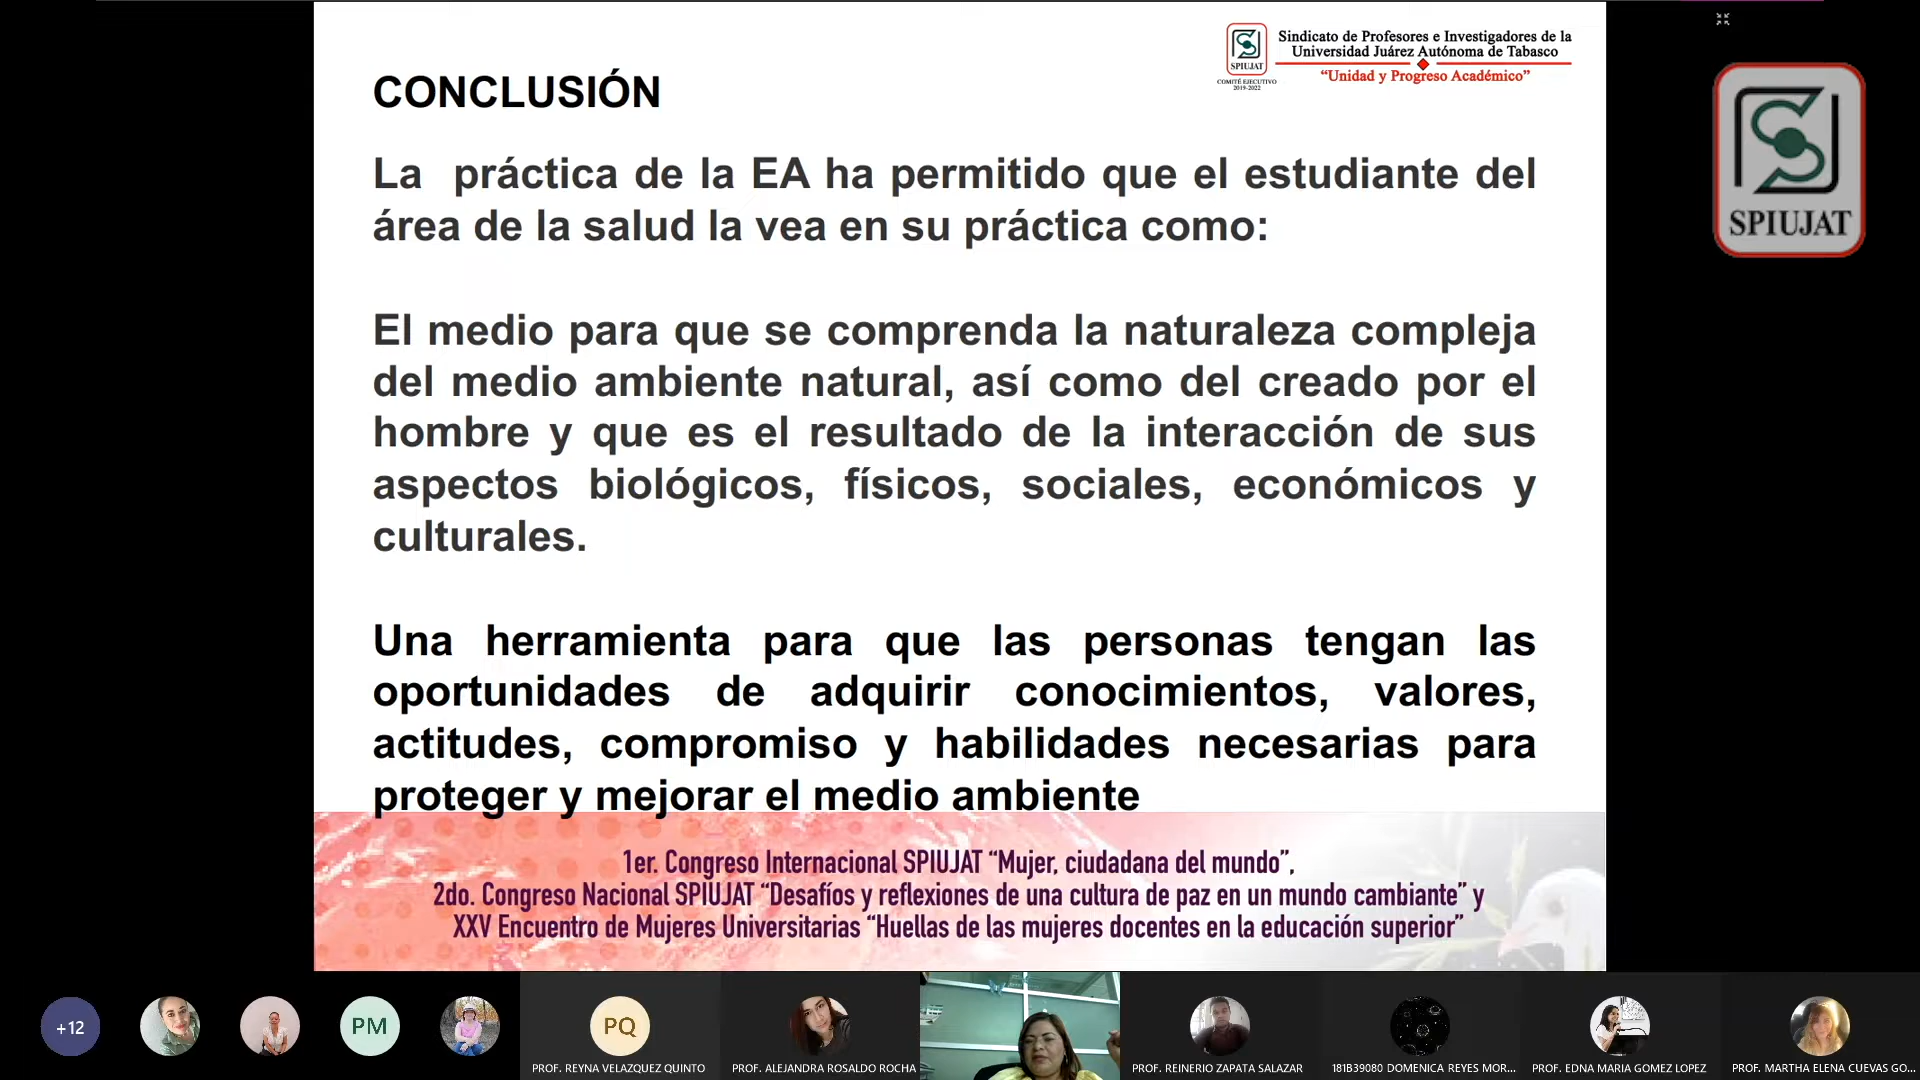 SPIUJAT
COMITÉ EJECUTIVO
2019-2022
Sindicato de Profesores e Investigadores de la
Universidad Juárez Autónoma de Tabasco
“Unidad y Progreso Académico”
SPIUJAT
CONCLUSIÓN
La práctica de la EA ha permitido que el estudiante del
área de la salud la vea en su práctica como:
El medio para que se comprenda la naturaleza compleja
del medio ambiente natural, así como del creado por el
hombre y que es el resultado de la interacción de sus
aspectos biológicos, físicos, sociales, económicos y
culturales.
Una herramienta para que las personas tengan las
oportunidades de adquirir conocimientos, valores,
actitudes, compromiso y habilidades necesarias para
proteger y mejorar el medio ambiente
1er. Congreso Internacional SPIUJAT “Mujer, ciudadana del mundo”,
2do. Congreso Nacional SPIUJAT “Desafíos y reflexiones de una cultura de paz en un mundo cambiante” y
XXV Encuentro de Mujeres Universitarias “Huellas de las mujeres docentes en la educación superior”
+12
PM
PQ
PROF. REYNA VELAZQUEZ QUINTO
PROF. ALEJANDRA ROSALDO ROCHA
PROF. REINERIO ZAPATA SALAZAR
181B39080 DOMENICA REYES MOR...
PROF. EDNA MARIA GOMEZ LOPEZ
PROF. MARTHA ELENA CUEVAS GO...